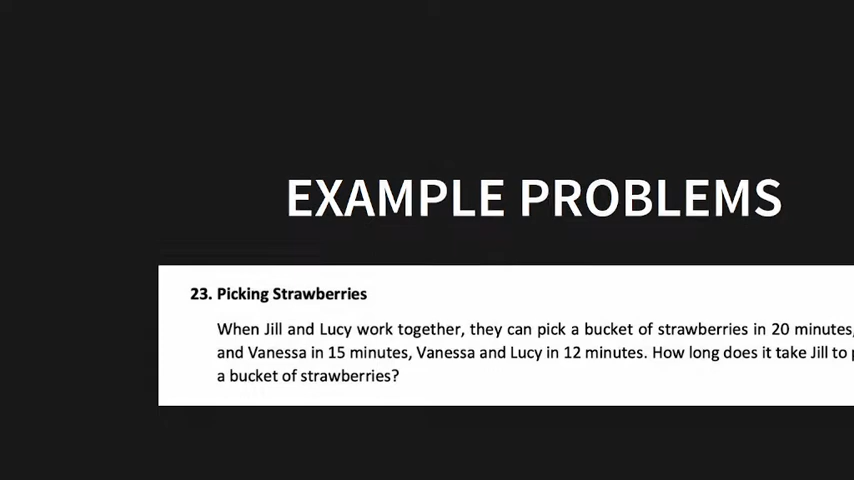 EXAMPLE PROBLEMS
23. Picking Strawberries
When Jill and Lucy work together, they can pick a bucket of strawberries in 20 minutes,
and Vanessa in 15 minutes, Vanessa and Lucy in 12 minutes. How long does it take Jill to
a bucket of strawberries?